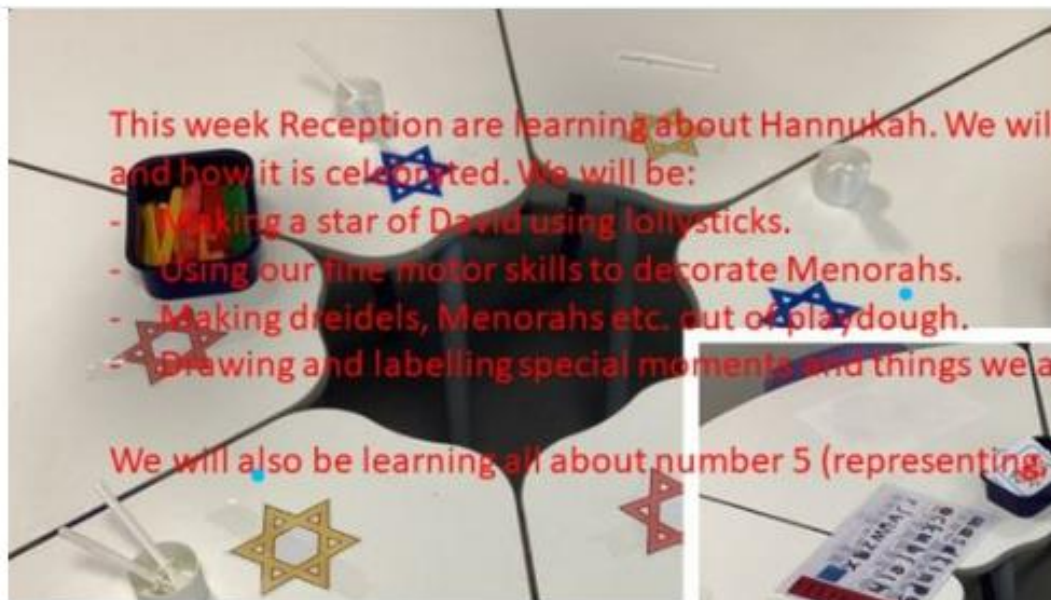 This week Reception are learning about Hannukah. We wil
and how it is celebrated. We will be:
- Making a star of David using lollysticks.
- Using our fine motor skills to decorate Menorahs.
- Making dreidels, Menorahs etc. out of playdough.
- Drawing and labelling special moments and things we a
We will also be learning all about number 5 (representing,